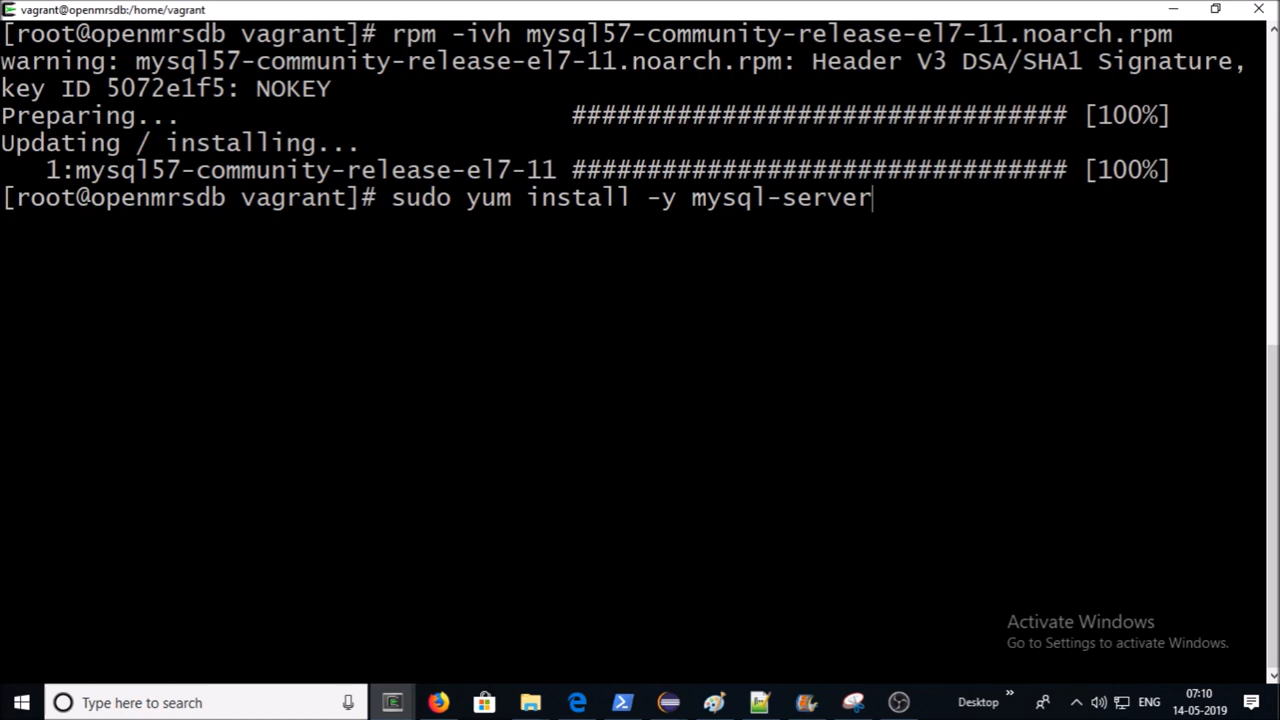 vagrant@openmrsdb:/home/vagrant
[root@openmrsdb vagrant]# rpm -ivh mysql57-community-release-el7-11.noarch.rpm
warning: mysql57-community-release-el7-11.noarch.rpm: Header V3 DSA/SHA1 Signature,
key ID 5072e1f5: NOKEY
Preparing... ################################# [100%]
Updating / installing...
1:mysql57-community-release-el7-11 ################################# [100%]
[root@openmrsdb vagrant]# sudo yum install -y mysql-server
Activate Windows
Go to Settings to activate Windows.
Type here to search
Desktop
ENG
07:10
14-05-2019